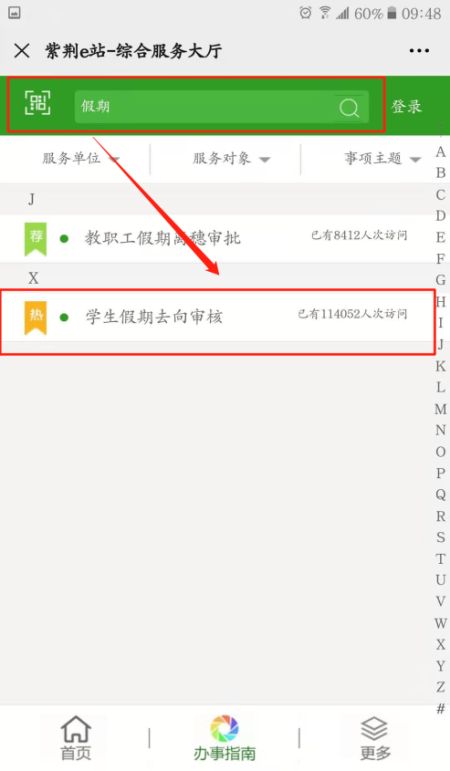 60% 09:48
紫荆e站-综合服务大厅
假期 登录
服务单位 服务对象 事项主题
J
荐 教职工假期离穗审批 已有8412人次访问
X
热 学生假期去向审核 已有114052人次访问
A
B
C
D
E
F
G
H
I
J
K
L
M
N
O
P
Q
R
S
T
U
V
W
X
Y
Z
#
首页 办事指南 更多